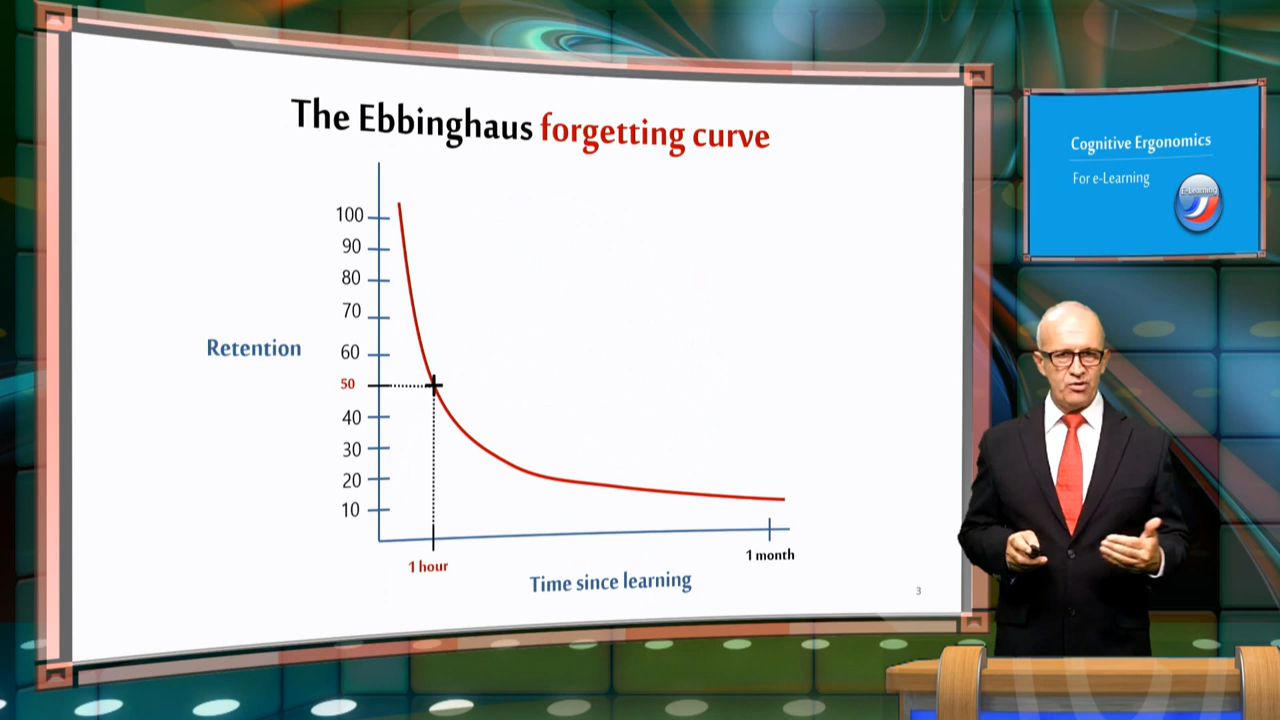 The Ebbinghaus forgetting curve
100
90
80
70
60
50
40
30
20
10
Retention
1 hour
1 month
Time since learning
3
Cognitive Ergonomics
For e-Learning
E-Learning